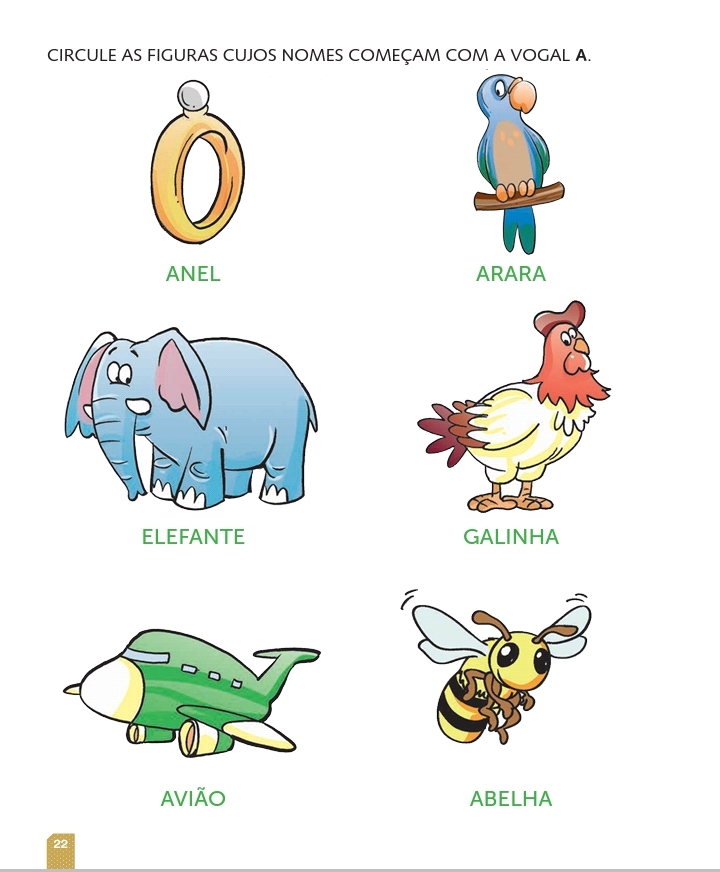 CIRCULE AS FIGURAS CUJOS NOMES COMEÇAM COM A VOGAL A.
ANEL
ARARA
ELEFANTE
GALINHA
AVIÃO
ABELHA
22